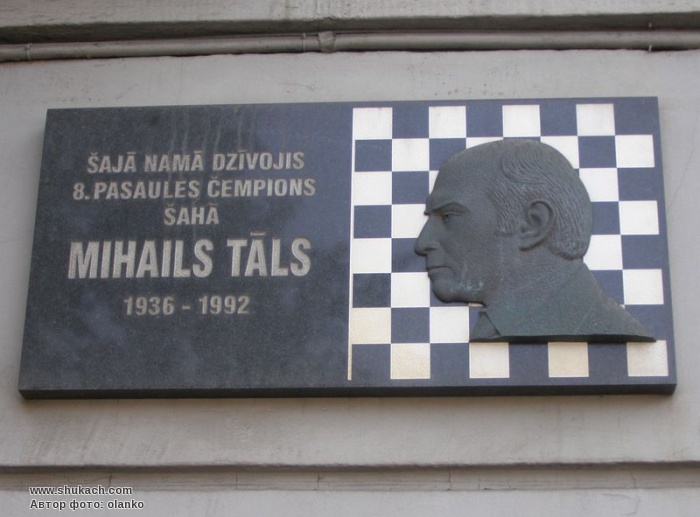 ŠAJĀ NAMĀ DZĪVOJIS
8. PASAULES ČEMPIONS
ŠAHĀ
MIHAILS TĀLS
1936 - 1992
www.shukach.com
Автор фото: olanko